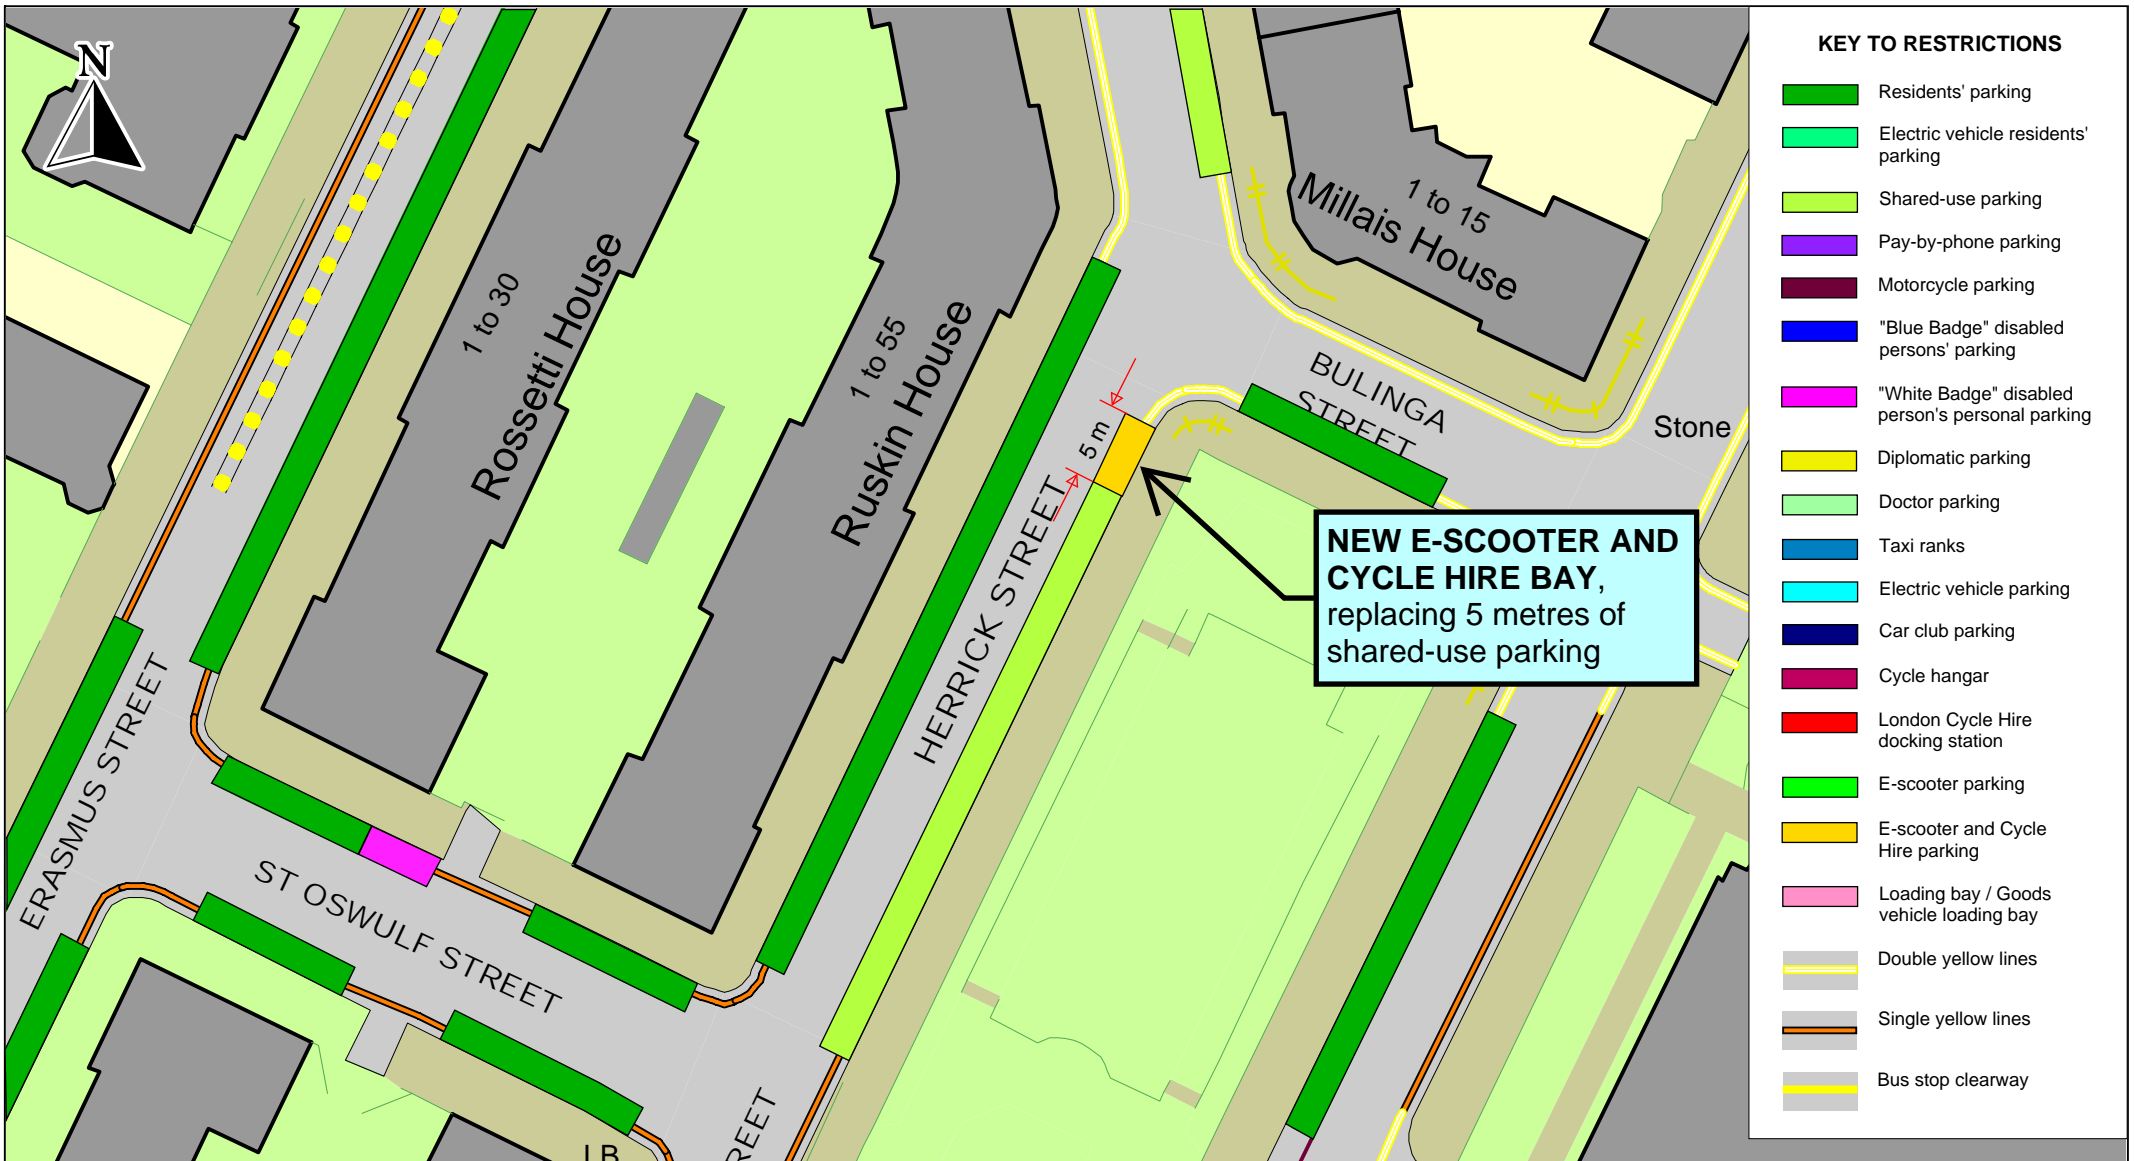 N
1 to 30
Rossetti House
1 to 55
Ruskin House
1 to 15
Millais House
BULINGA
STREET
Stone
5 m
HERRICK STREET
NEW E-SCOOTER AND
CYCLE HIRE BAY,
replacing 5 metres of
shared-use parking
ERASMUS STREET
ST OSWULF STREET
REET
LB
KEY TO RESTRICTIONS
Residents' parking
Electric vehicle residents'
parking
Shared-use parking
Pay-by-phone parking
Motorcycle parking
"Blue Badge" disabled
persons' parking
"White Badge" disabled
person's personal parking
Diplomatic parking
Doctor parking
Taxi ranks
Electric vehicle parking
Car club parking
Cycle hangar
London Cycle Hire
docking station
E-scooter parking
E-scooter and Cycle
Hire parking
Loading bay / Goods
vehicle loading bay
Double yellow lines
Single yellow lines
Bus stop clearway